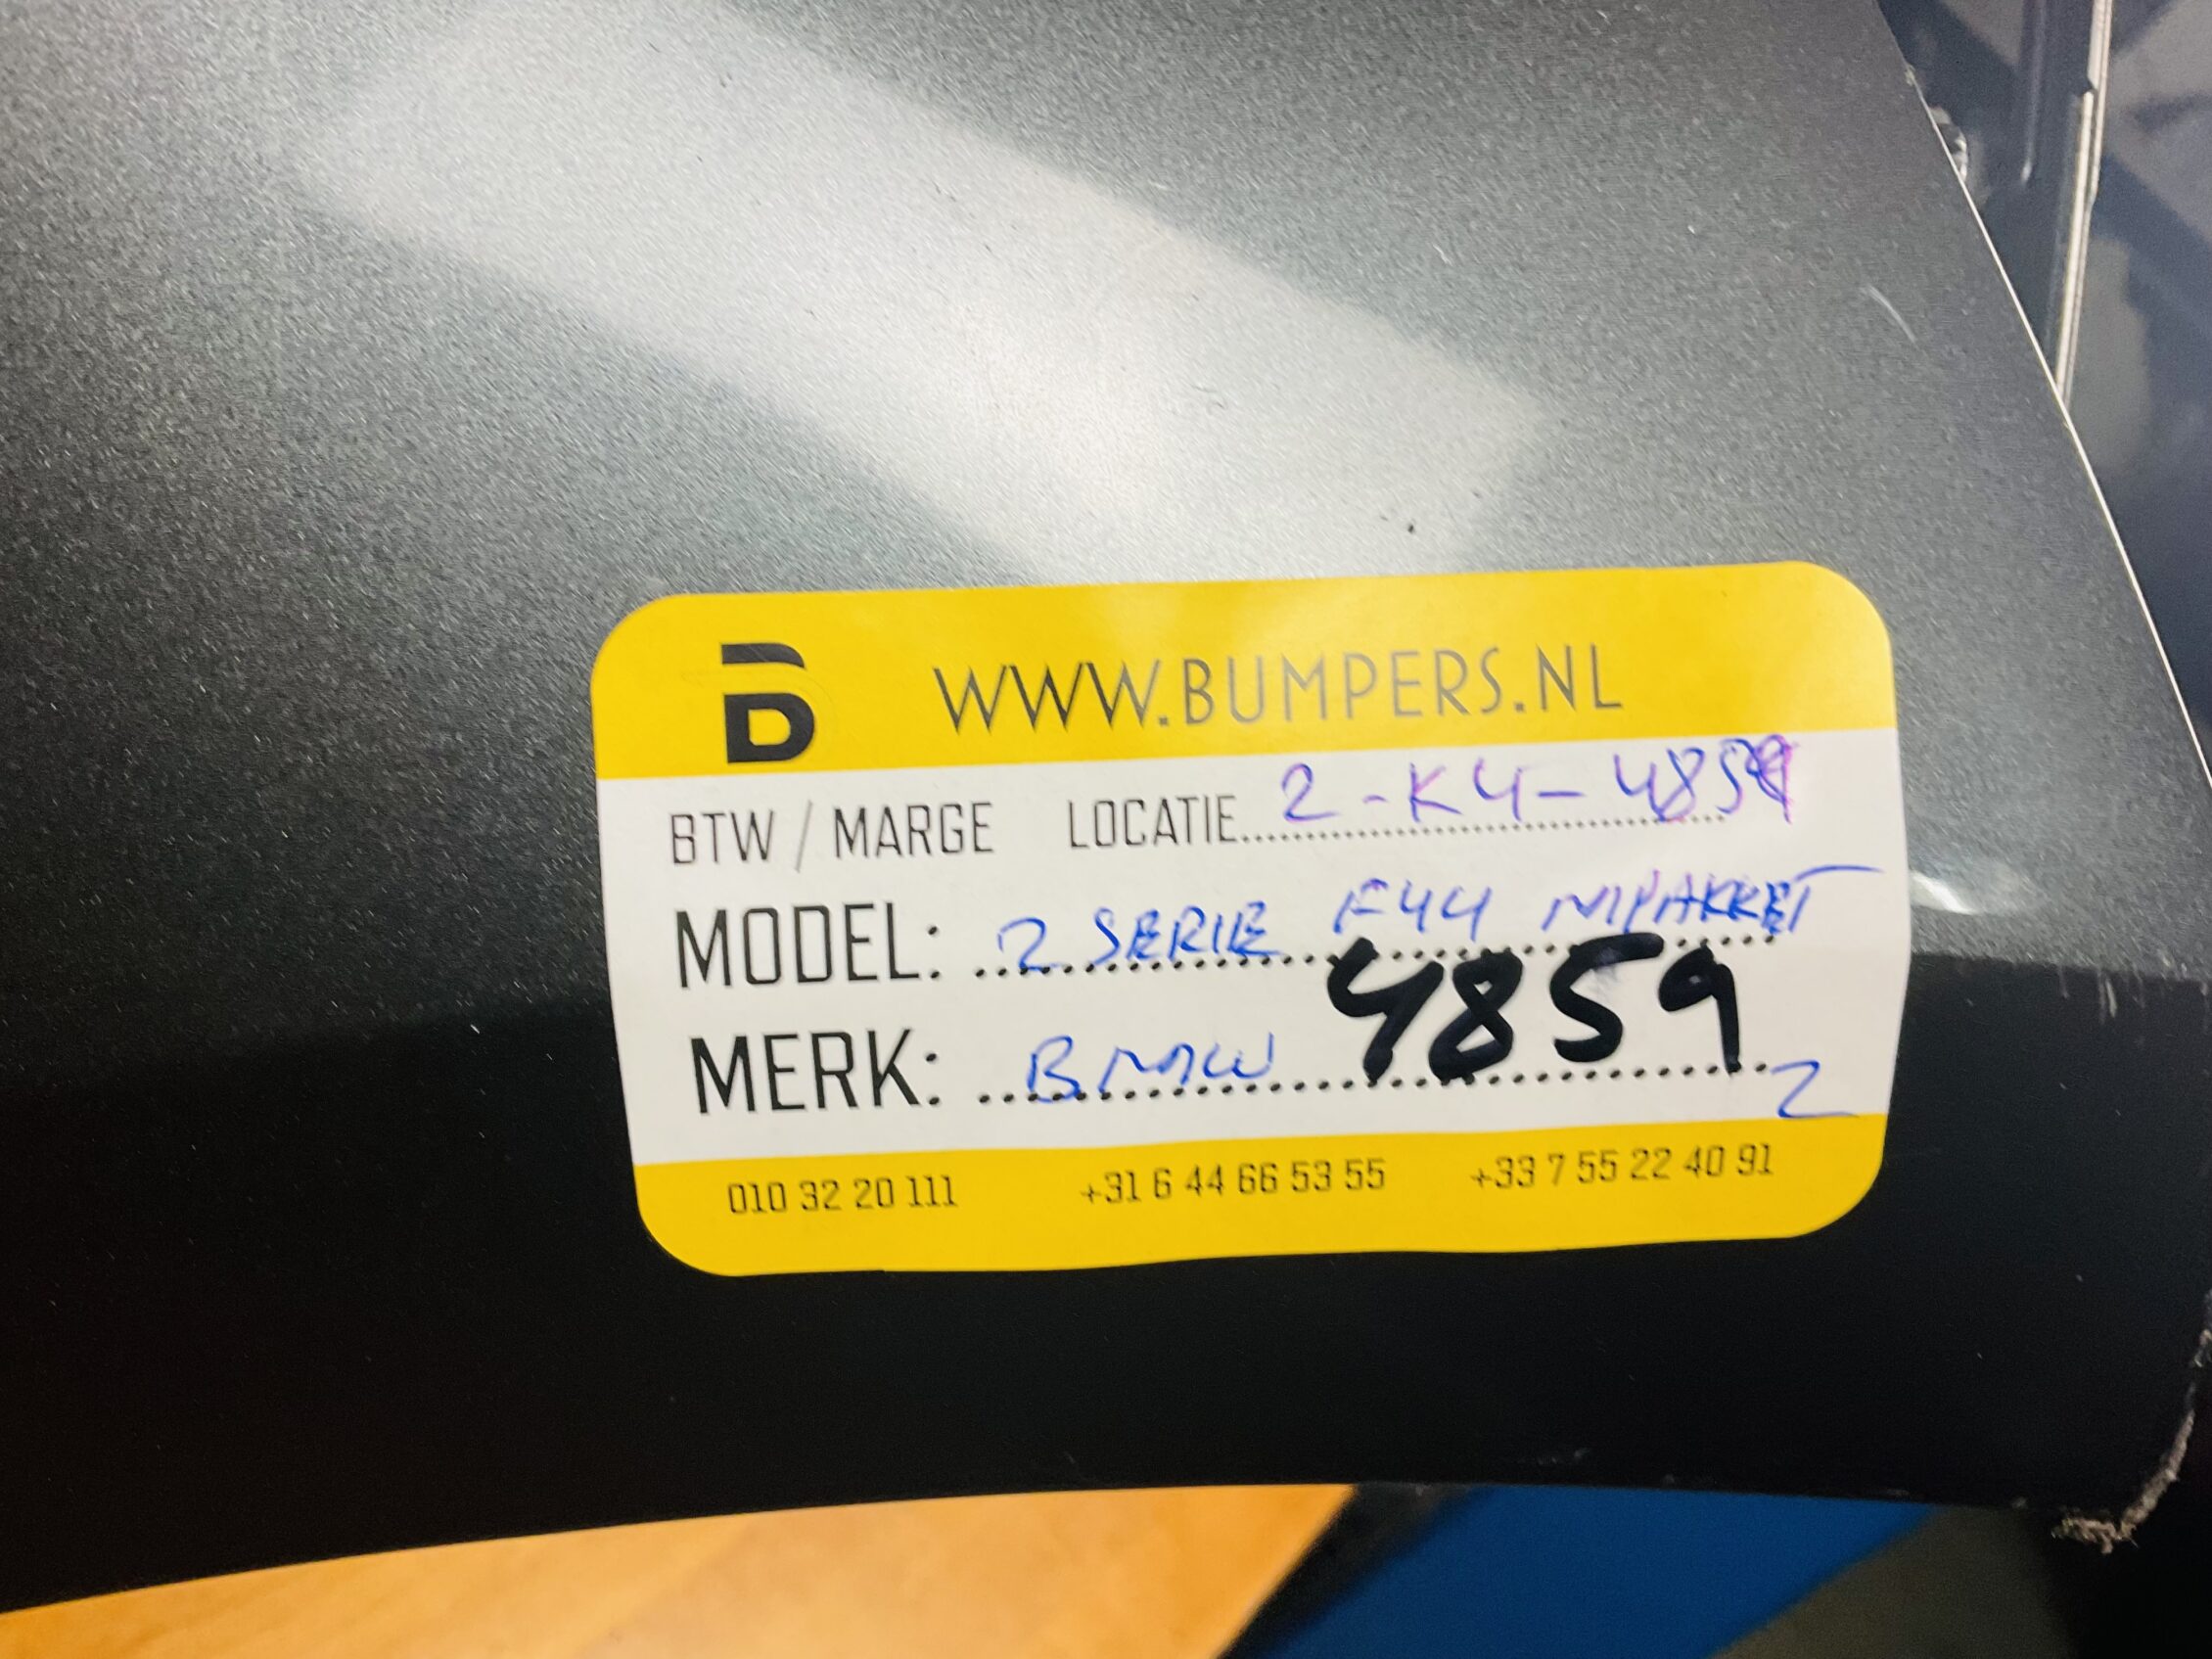 B WWW.BUMPERS.NL
BTW / MARGE LOCATIE 2-K4-4859
MODEL: 2 SERIE F44 MPAKKET
4859
MERK: BMW
2
010 32 20 111 +31 6 44 66 53 55 +33 7 55 22 40 91